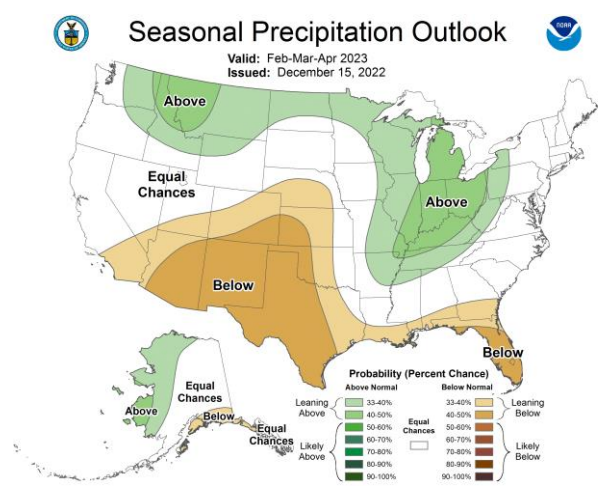 Seasonal Precipitation Outlook
NOAA
Valid: Feb-Mar-Apr 2023
Issued: December 15, 2022
Above
Equal
Chances
Above
Below
Below
Equal
Chances
Above
Below
Equal
Chances
Probability (Percent Chance)
Above Normal
Below Normal
Leaning
Above
33-40%
40-50%
Likely
Above
50-60%
60-70%
70-80%
80-90%
90-100%
Equal
Chances
33-40%
40-50%
Leaning
Below
50-60%
60-70%
70-80%
80-90%
90-100%
Likely
Below